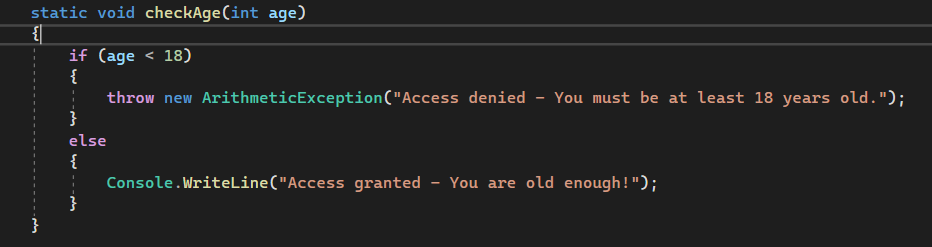 static void checkAge(int age)
{
if (age < 18)
{
throw new ArithmeticException("Access denied - You must be at least 18 years old.");
}
else
{
Console.WriteLine("Access granted - You are old enough!");
}
}